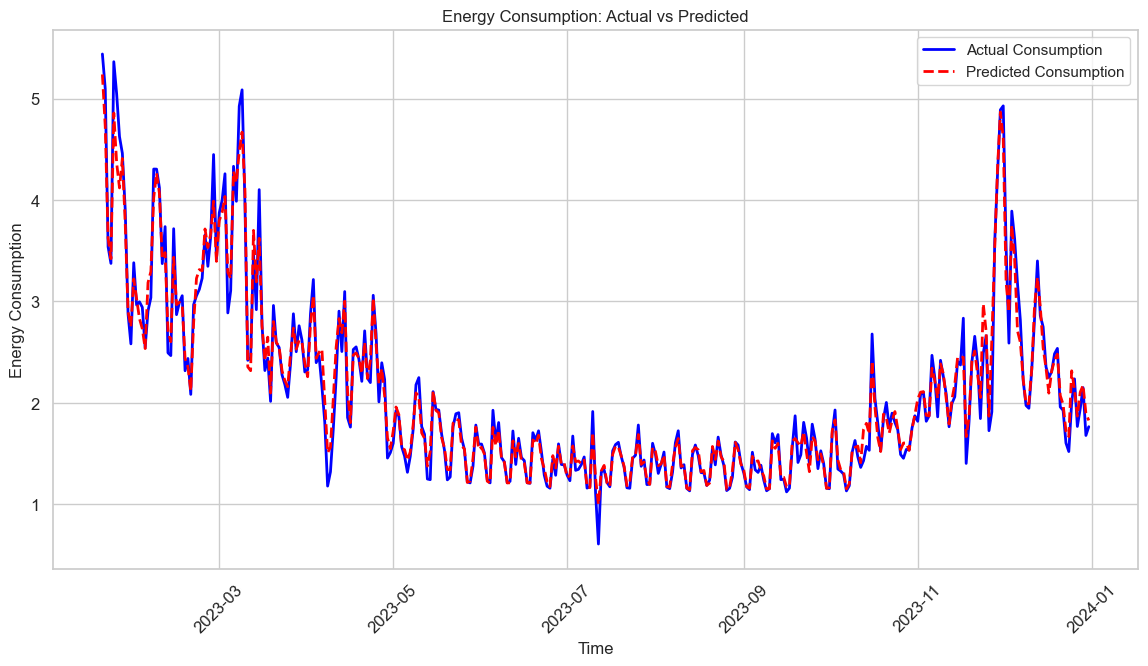 Energy Consumption: Actual vs Predicted
Actual Consumption
Predicted Consumption
Energy Consumption
5
4
3
2
1
2023-03
2023-05
2023-07
2023-09
2023-11
2024-01
Time